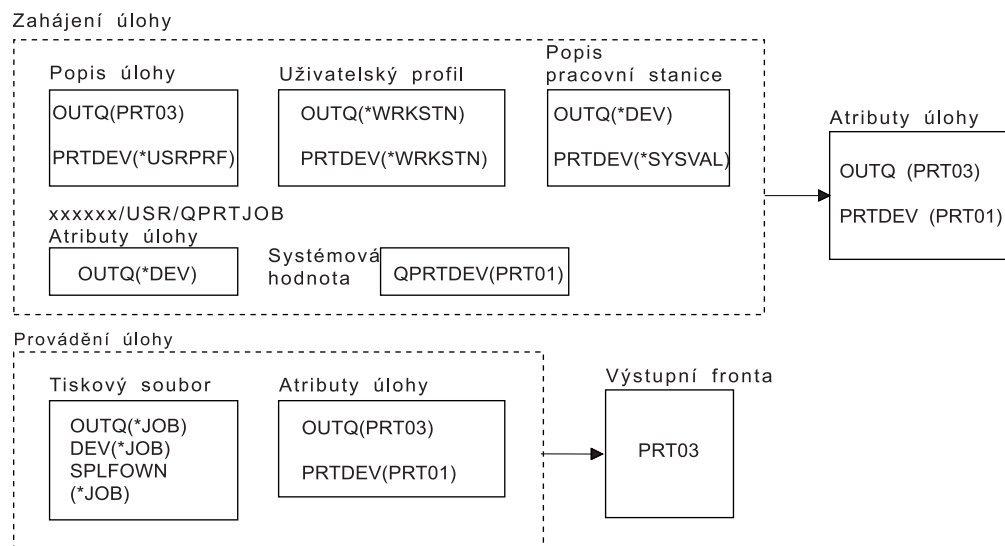 Zahájení úlohy
Popis úlohy
OUTQ(PRT03)
PRTDEV(*USRPRF)
Uživatelský profil
OUTQ(*WRKSTN)
PRTDEV(*WRKSTN)
Popis
pracovní stanice
OUTQ(*DEV)
PRTDEV(*SYSVAL)
Atributy úlohy
OUTQ (PRT03)
PRTDEV (PRT01)
xxxxxx/USR/QPRTJOB
Atributy úlohy
OUTQ(*DEV)
Systémová
hodnota
QPRTDEV(PRT01)
Provádění úlohy
Tiskový soubor
OUTQ(*JOB)
DEV(*JOB)
SPLFOWN
(*JOB)
Atributy úlohy
OUTQ(PRT03)
PRTDEV(PRT01)
Výstupní fronta
PRT03